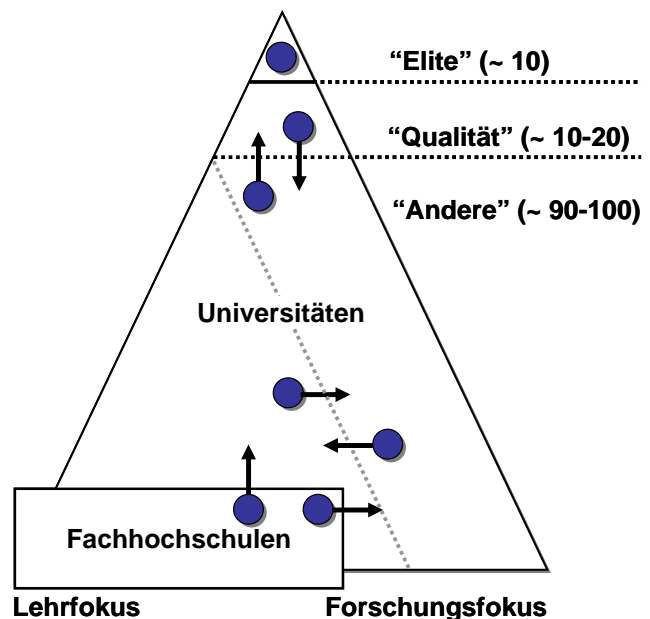 “Elite” (~ 10)
“Qualität” (~ 10-20)
“Andere” (~ 90-100)
Universitäten
Fachhochschulen
Lehrfokus
Forschungsfokus